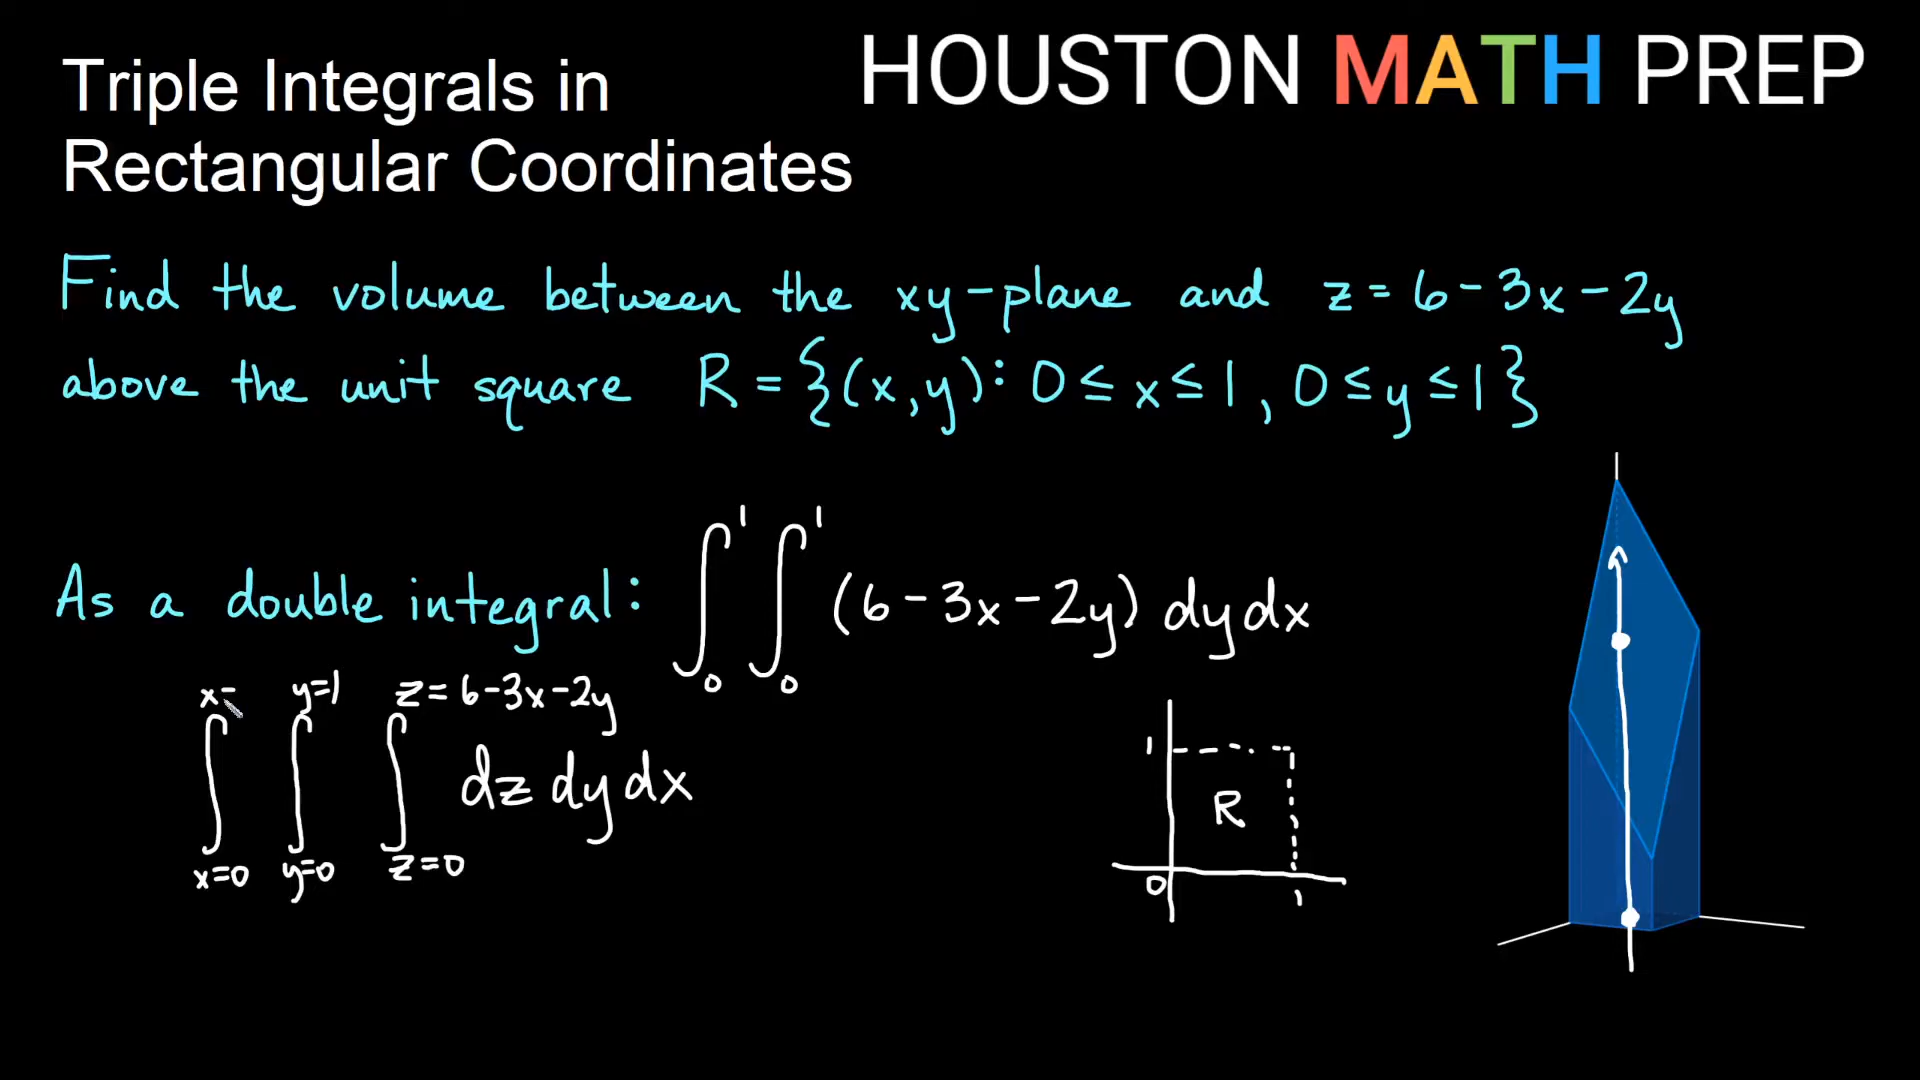 Triple Integrals in
Rectangular Coordinates
HOUSTON MATH PREP
Find the volume between the xy-plane and z = 6 - 3x - 2y
above the unit square R = {(x,y): 0 ≤ x ≤ 1, 0 ≤ y ≤ 1}
As a double integral: ∫₀¹ ∫₀¹ (6 - 3x - 2y) dy dx
x= y=1 z=6-3x-2y
∫ ∫ ∫ dz dy dx
x=0 y=0 z=0
1
R
0 1